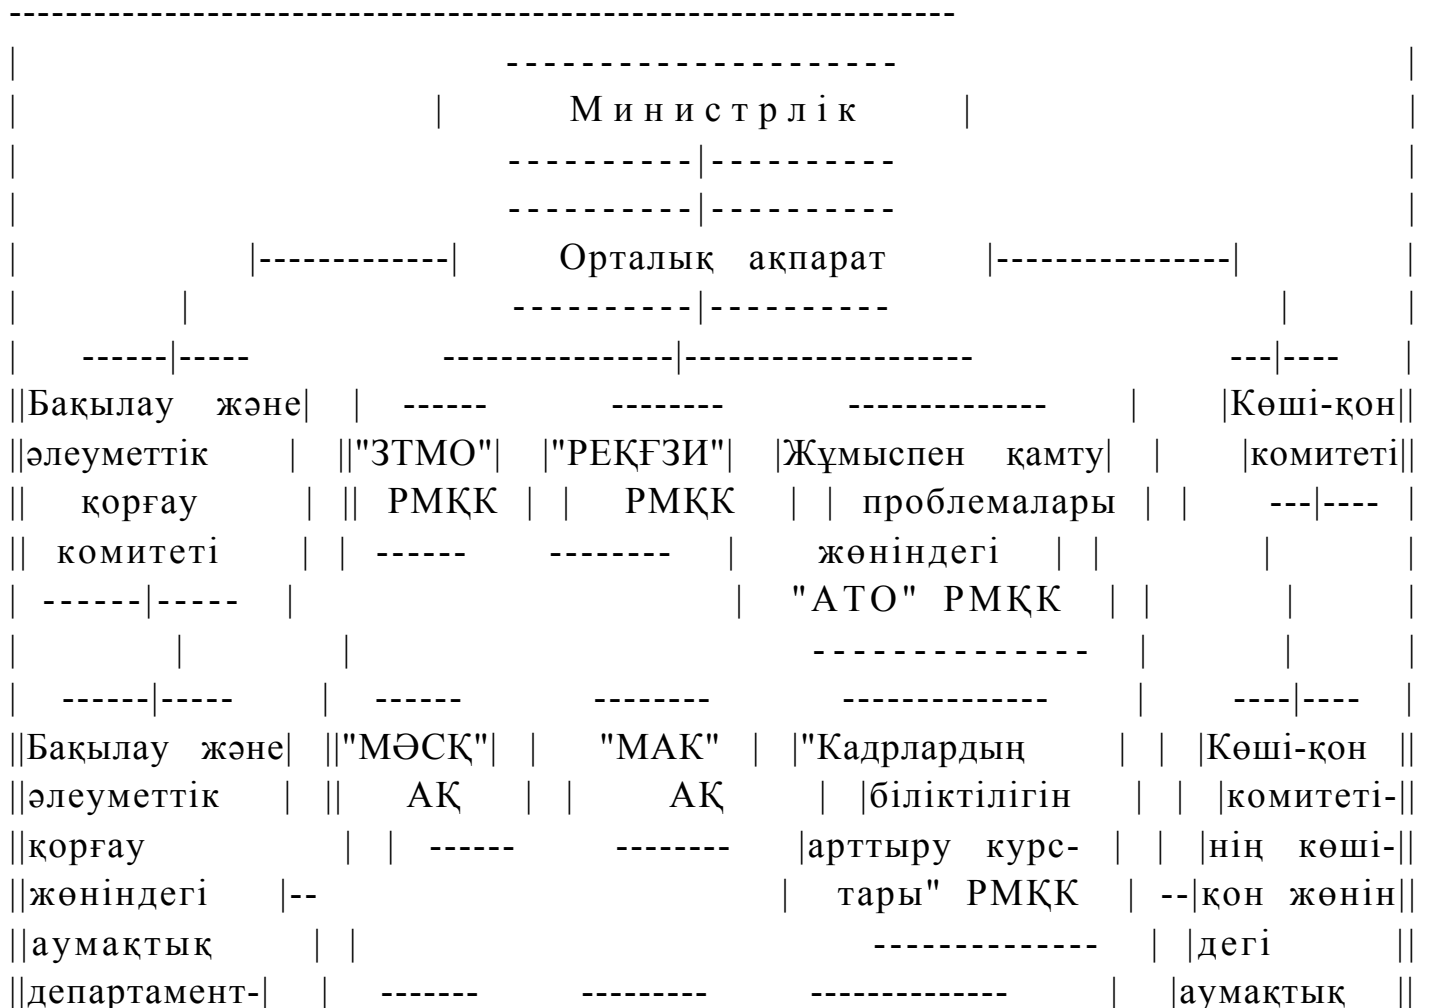 ----------------------------------------------------------------------
| --------------------- |
| | Министрлік | |
| ----------|---------- |
| ----------|---------- |
| |-------------| Орталық ақпарат |----------------| |
| | ----------|---------- | |
| ------|----- ----------------|-------------------- ---|---- |
||Бақылау және| | ------ -------- -------------- | |Көші-қон||
||әлеуметтік | ||"ЗТМО"| |"РЕҚҒЗИ"| |Жұмыспен қамту| | |комитеті||
|| қорғау | || РМҚК | | РМҚК | | проблемалары | | ---|---- |
|| комитеті | | ------ -------- | жөніндегі | | | |
| ------|----- | | "АТО" РМҚК | | | |
| | | -------------- | | |
| ------|----- | ------ -------- -------------- | ----|---- |
||Бақылау және| ||"МӘСҚ"| | "МАК" | |"Кадрлардың | | |Көші-қон ||
||әлеуметтік | || АҚ | | АҚ | |біліктілігін | | |комитеті-||
||қорғау | | ------ -------- |арттыру курс- | | |нің көші-||
||жөніндегі |-- | тары" РМҚК | --|қон жөнін||
||аумақтық | | -------------- | |дегі ||
||департамент-| | ------- --------- -------------- | |аумақтық ||